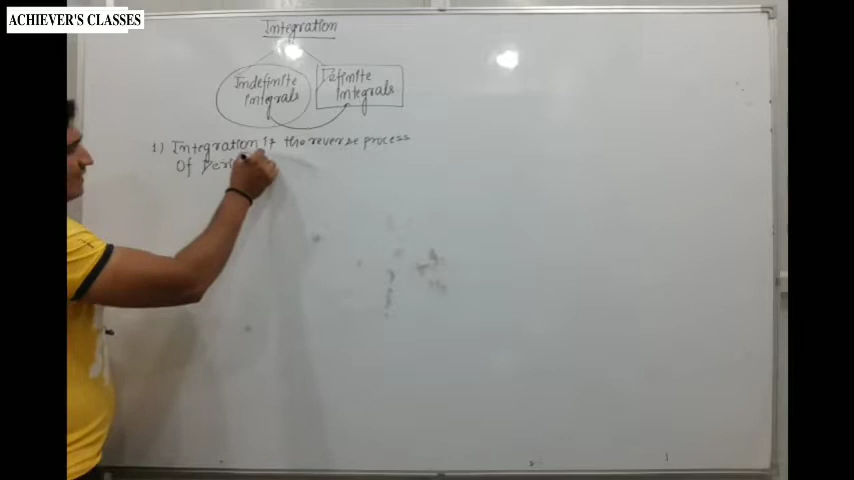 ACHIEVER'S CLASSES
Integration
Indefinite
integrals
Definite
integrals
1) Integration is the reverse process
Of Deri